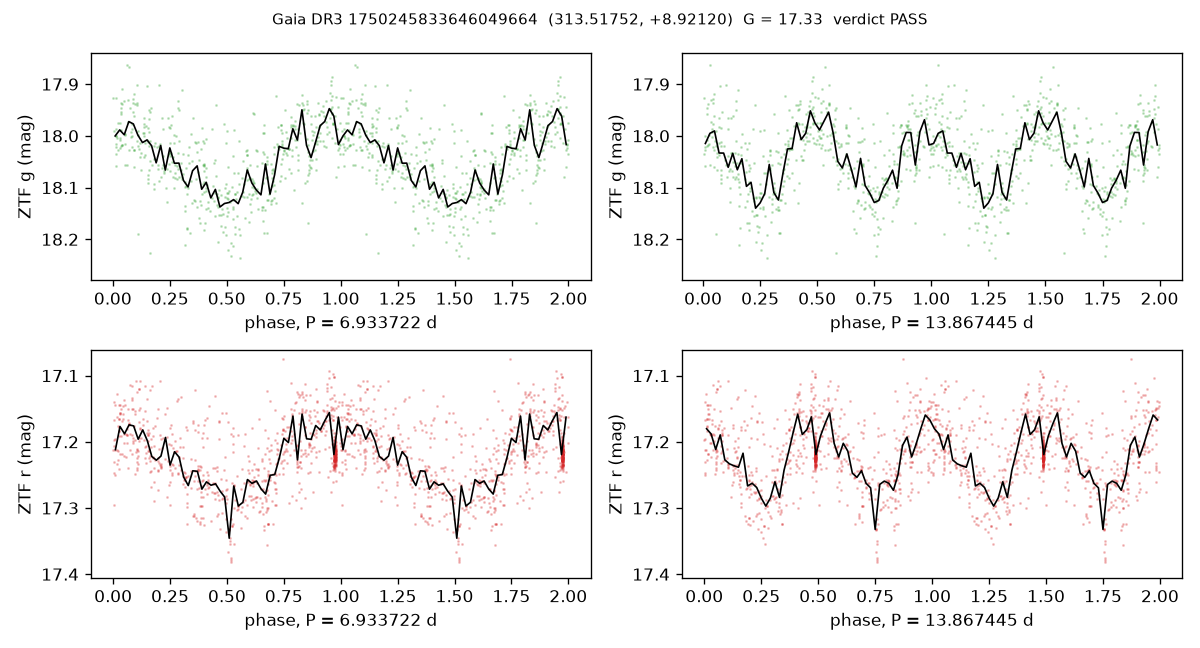 Gaia DR3 1750245833646049664 (313.51752, +8.92120) G = 17.33 verdict PASS
ZTF g (mag)
17.9
18.0
18.1
18.2
0.00 0.25 0.50 0.75 1.00 1.25 1.50 1.75 2.00
phase, P = 6.933722 d
ZTF g (mag)
17.9
18.0
18.1
18.2
0.00 0.25 0.50 0.75 1.00 1.25 1.50 1.75 2.00
phase, P = 13.867445 d
ZTF r (mag)
17.1
17.2
17.3
17.4
0.00 0.25 0.50 0.75 1.00 1.25 1.50 1.75 2.00
phase, P = 6.933722 d
ZTF r (mag)
17.1
17.2
17.3
17.4
0.00 0.25 0.50 0.75 1.00 1.25 1.50 1.75 2.00
phase, P = 13.867445 d